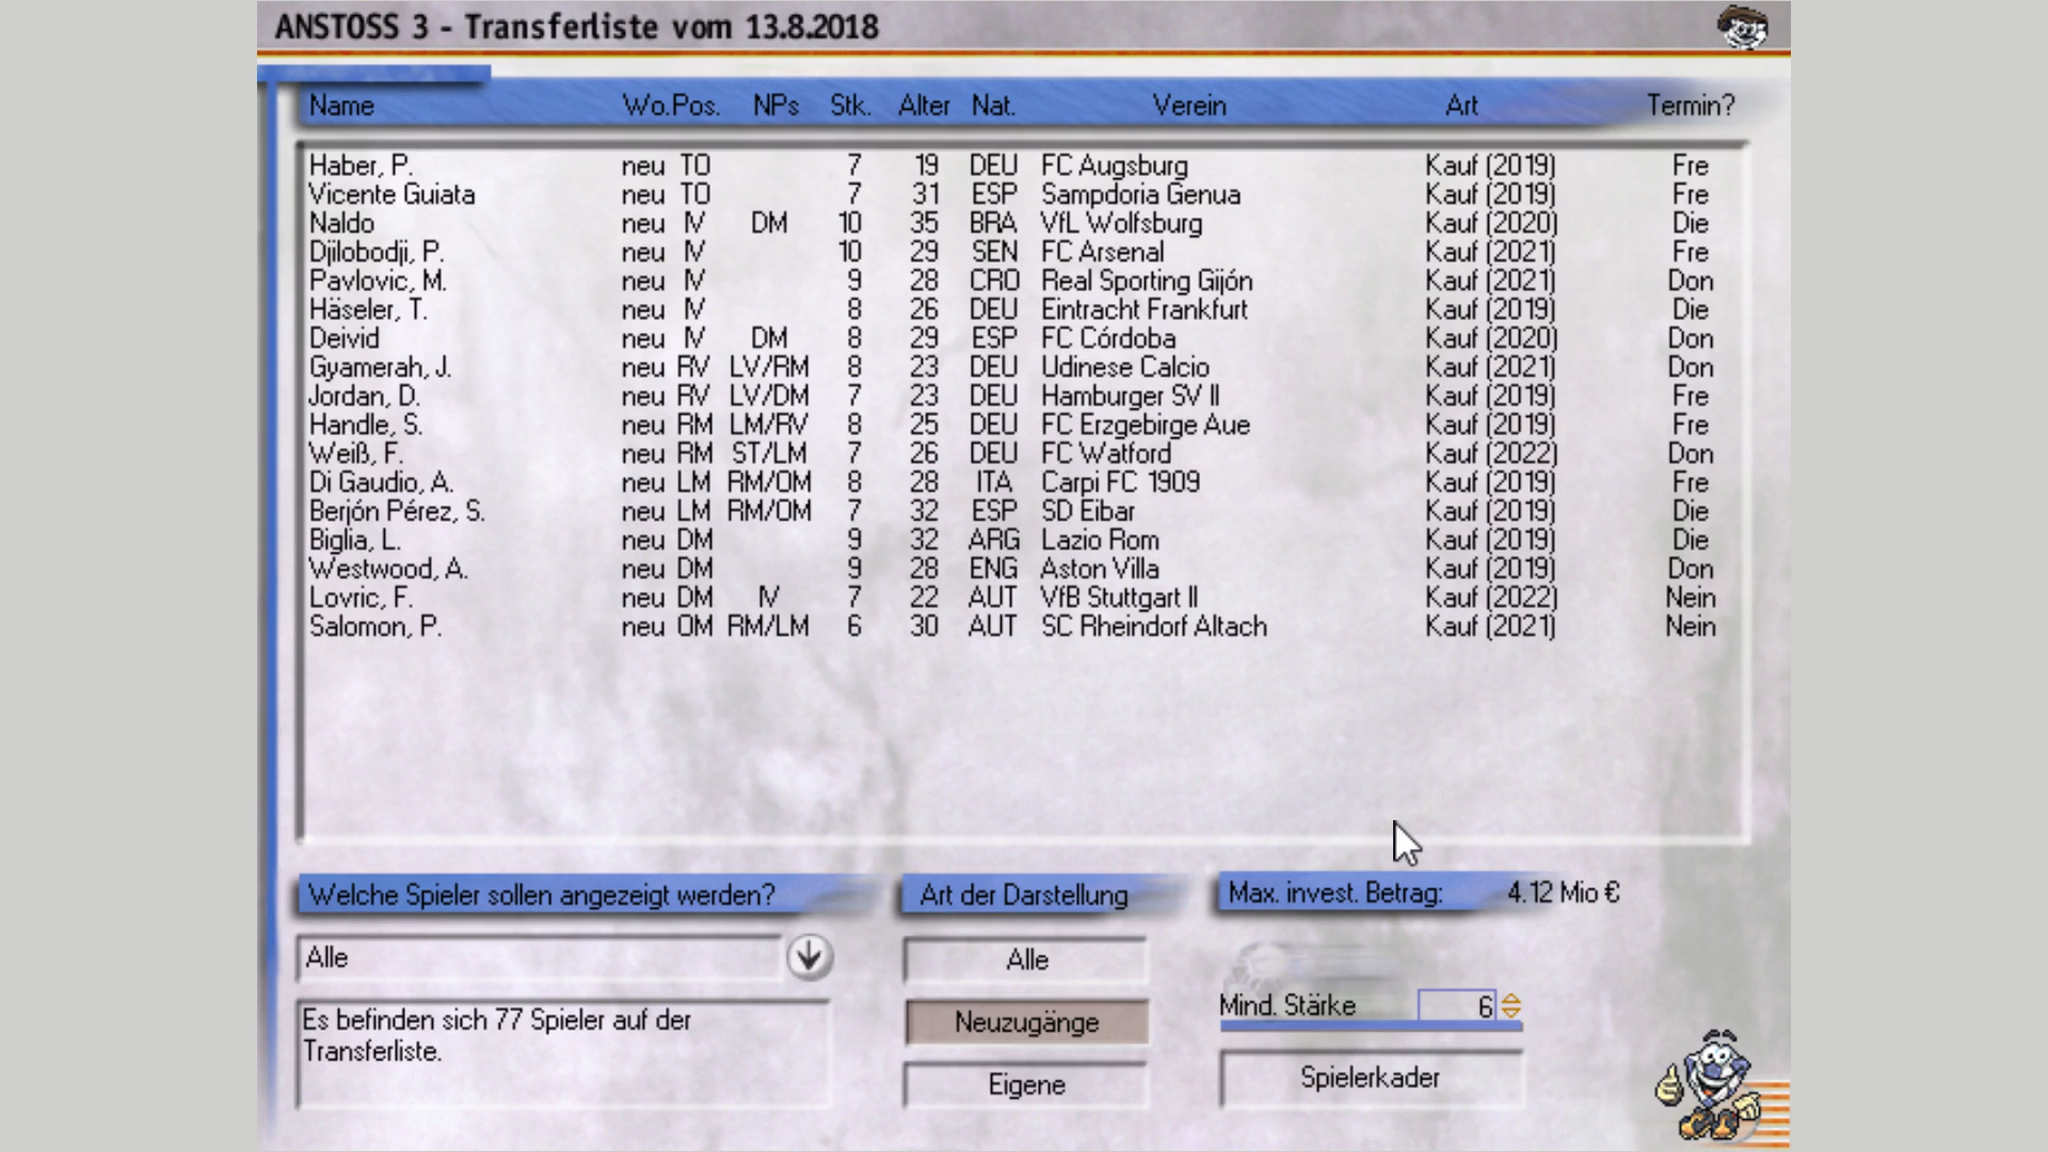 ANSTOSS 3 - Transferliste vom 13.8.2018
Name Wo.Pos. NPs Stk. Alter Nat. Verein Art Termin?
Haber, P. neu TO 7 19 DEU FC Augsburg Kauf (2019) Fre
Vicente Guiata neu TO 7 31 ESP Sampdoria Genua Kauf (2019) Fre
Naldo neu IV DM 10 35 BRA VfL Wolfsburg Kauf (2020) Die
Djilobodji, P. neu IV 10 29 SEN FC Arsenal Kauf (2021) Fre
Pavlovic, M. neu IV 9 28 CRO Real Sporting Gijón Kauf (2021) Don
Häseler, T. neu IV 8 26 DEU Eintracht Frankfurt Kauf (2019) Die
Deivid neu IV DM 8 29 ESP FC Córdoba Kauf (2020) Don
Gyamerah, J. neu RV LV/RM 8 23 DEU Udinese Calcio Kauf (2021) Don
Jordan, D. neu RV LV/DM 7 23 DEU Hamburger SV II Kauf (2019) Fre
Handle, S. neu RM LM/RV 8 25 DEU FC Erzgebirge Aue Kauf (2019) Fre
Weiß, F. neu RM ST/LM 7 26 DEU FC Watford Kauf (2022) Don
Di Gaudio, A. neu LM RM/OM 8 28 ITA Carpi FC 1909 Kauf (2019) Fre
Berjón Pérez, S. neu LM RM/OM 7 32 ESP SD Eibar Kauf (2019) Die
Biglia, L. neu DM 9 32 ARG Lazio Rom Kauf (2019) Die
Westwood, A. neu DM 9 28 ENG Aston Villa Kauf (2019) Don
Lovric, F. neu DM IV 7 22 AUT VfB Stuttgart II Kauf (2022) Nein
Salomon, P. neu OM RM/LM 6 30 AUT SC Rheindorf Altach Kauf (2021) Nein
Welche Spieler sollen angezeigt werden?
Alle
Es befinden sich 77 Spieler auf der
Transferliste.
Art der Darstellung
Alle
Neuzugänge
Eigene
Max. invest. Betrag: 4.12 Mio €
Mind. Stärke 6
Spielerkader